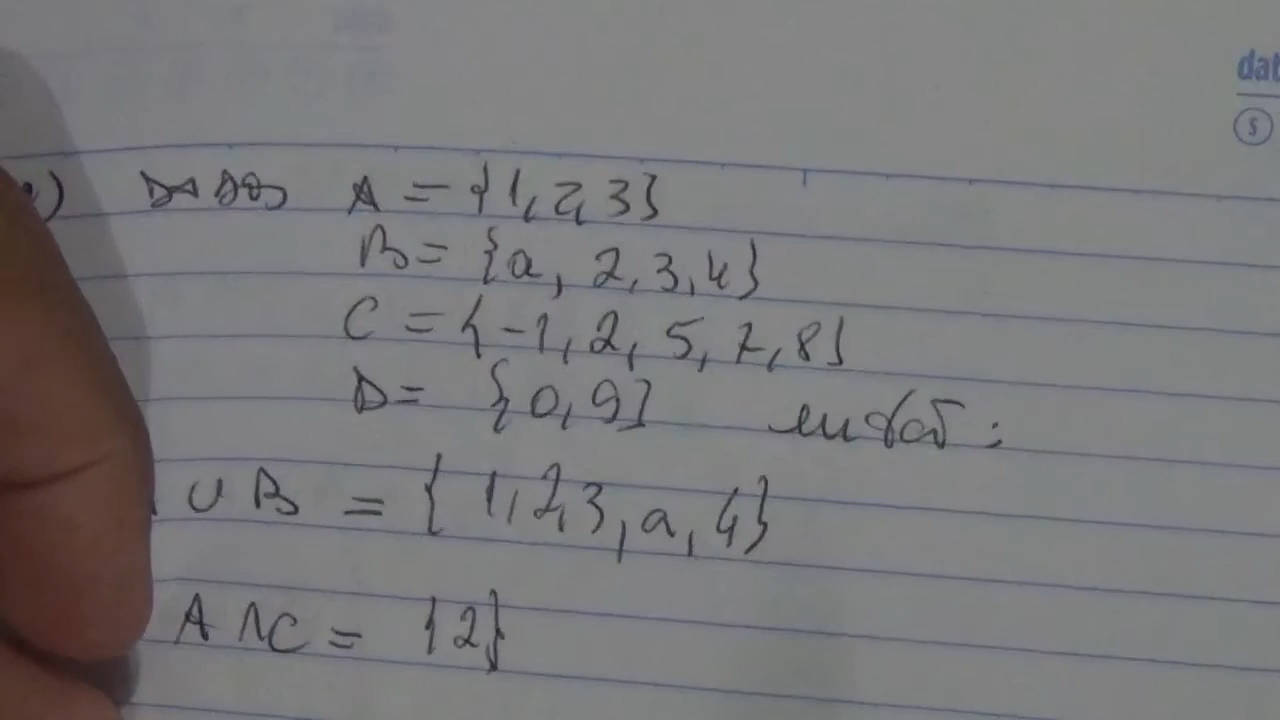 dat
S
) DADOS A = {1, 2, 3}
B = {a, 2, 3, 4}
C = {-1, 2, 5, 7, 8}
D = {0, 9}
∪ B = {1, 2, 3, a, 4}
A ∩ C = {2}